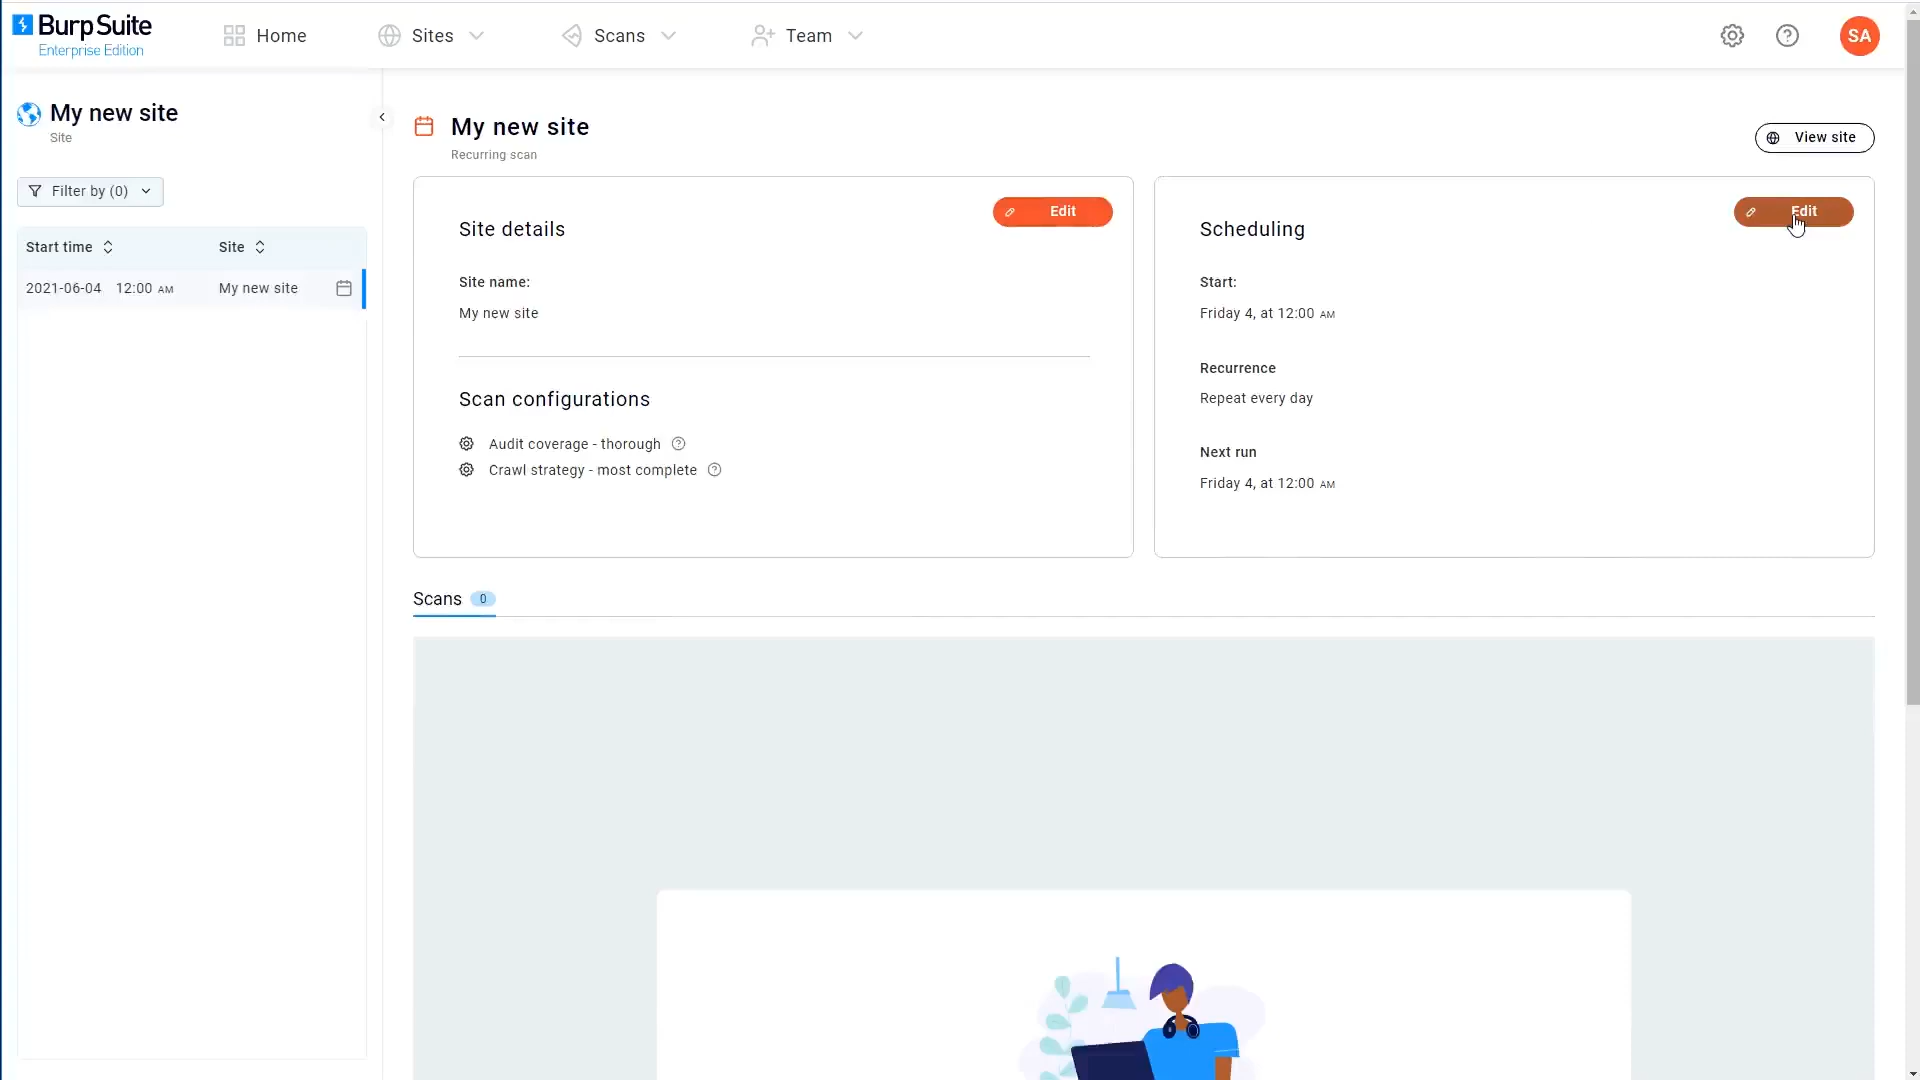 Burp Suite
Enterprise Edition
Home
Sites
Scans
Team
SA
My new site
Site
Filter by (0)
Start time
Site
2021-06-04 12:00 AM My new site
My new site
Recurring scan
View site
Site details
Edit
Site name:
My new site
Scan configurations
Audit coverage - thorough
Crawl strategy - most complete
Scheduling
Edit
Start:
Friday 4, at 12:00 AM
Recurrence
Repeat every day
Next run
Friday 4, at 12:00 AM
Scans 0